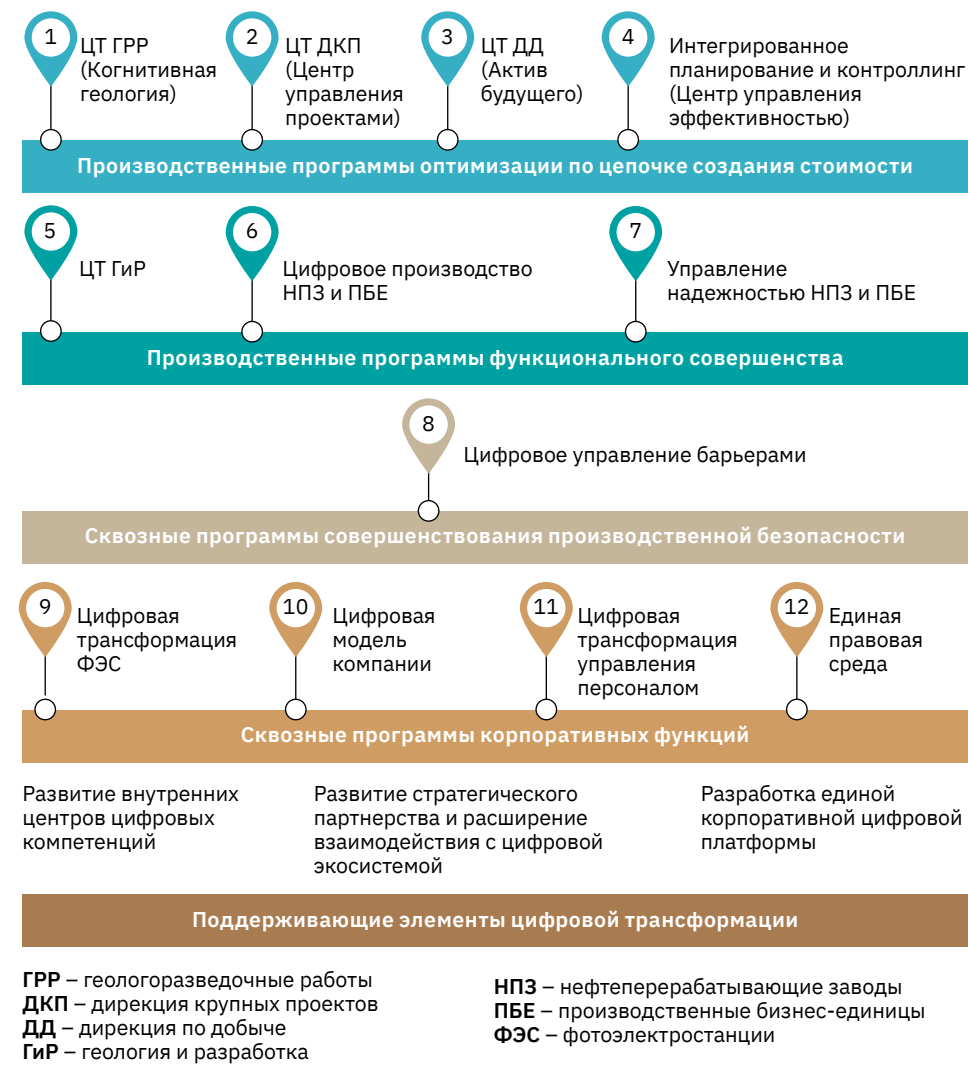 1
ЦТ ГРР
(Когнитивная
геология)
2
ЦТ ДКП
(Центр
управления
проектами)
3
ЦТ ДД
(Актив
будущего)
4
Интегрированное
планирование и контроллинг
(Центр управления
эффективностью)
Производственные программы оптимизации по цепочке создания стоимости
5
ЦТ ГиР
6
Цифровое производство
НПЗ и ПБЕ
7
Управление
надежностью НПЗ и ПБЕ
Производственные программы функционального совершенства
8
Цифровое управление барьерами
Сквозные программы совершенствования производственной безопасности
9
Цифровая
трансформация
ФЭС
10
Цифровая
модель
компании
11
Цифровая
трансформация
управления
персоналом
12
Единая
правовая
среда
Сквозные программы корпоративных функций
Развитие внутренних
центров цифровых
компетенций
Развитие стратегического
партнерства и расширение
взаимодействия с цифровой
экосистемой
Разработка единой
корпоративной цифровой
платформы
Поддерживающие элементы цифровой трансформации
ГРР – геологоразведочные работы
ДКП – дирекция крупных проектов
ДД – дирекция по добыче
ГиР – геология и разработка
НПЗ – нефтеперерабатывающие заводы
ПБЕ – производственные бизнес-единицы
ФЭС – фотоэлектростанции